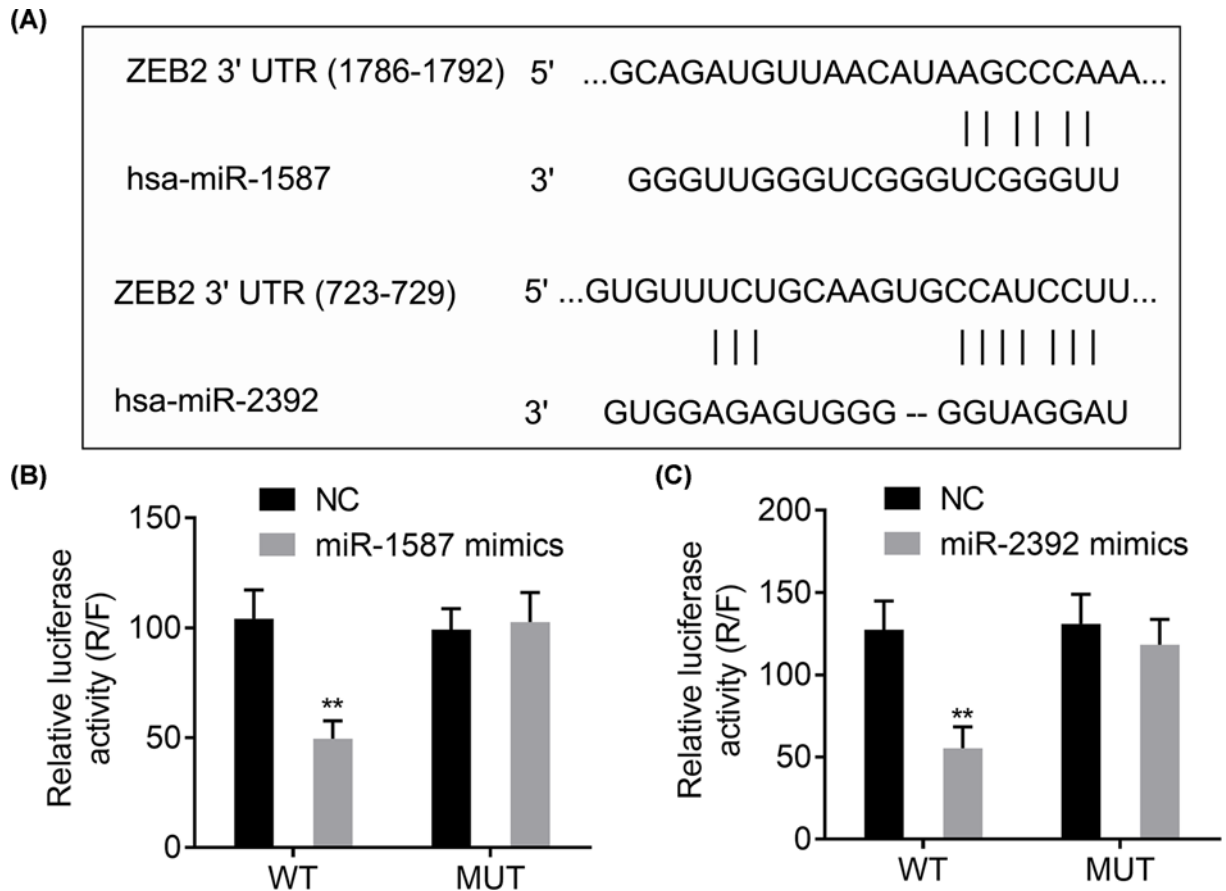 (A)
ZEB2 3' UTR (1786-1792) 5' ...GCAGAUGUUAACAUAAGCCCAAA...
hsa-miR-1587 3' GGGUUGGGUCGGGUCGGGUU
ZEB2 3' UTR (723-729) 5' ...GUGUUUCUGCAAGUGCCAUCCUU...
hsa-miR-2392 3' GUGGAGAGUGGG -- GGUAGGAU
(B)
NC
miR-1587 mimics
Relative luciferase
activity (R/F)
150
100
50
0
**
WT MUT
(C)
NC
miR-2392 mimics
Relative luciferase
activity (R/F)
200
150
100
50
0
**
WT MUT